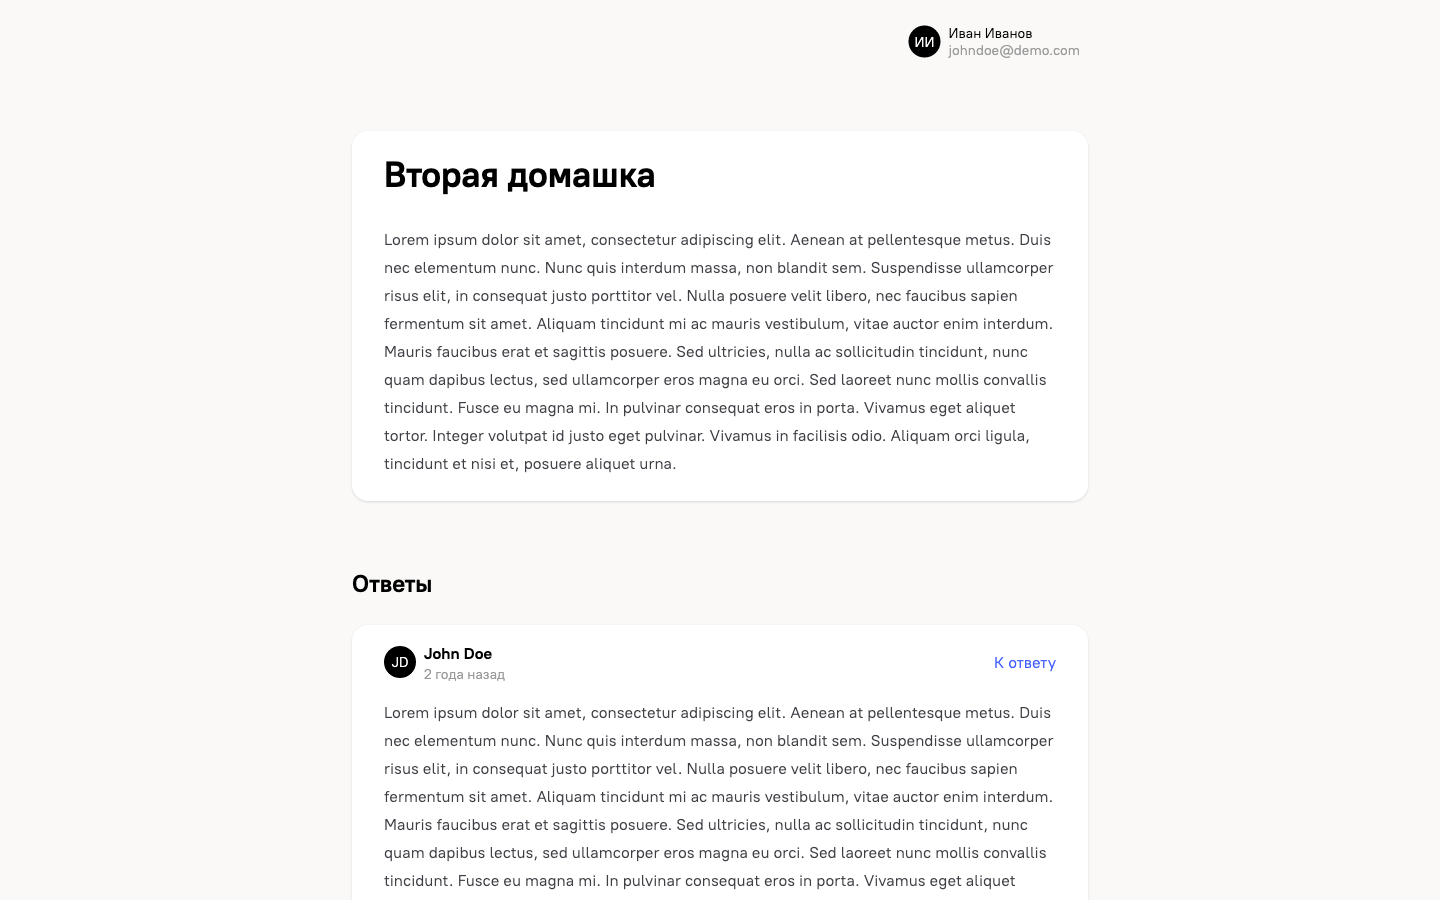 ИИ
Иван Иванов
johndoe@demo.com
Вторая домашка
Lorem ipsum dolor sit amet, consectetur adipiscing elit. Aenean at pellentesque metus. Duis
nec elementum nunc. Nunc quis interdum massa, non blandit sem. Suspendisse ullamcorper
risus elit, in consequat justo porttitor vel. Nulla posuere velit libero, nec faucibus sapien
fermentum sit amet. Aliquam tincidunt mi ac mauris vestibulum, vitae auctor enim interdum.
Mauris faucibus erat et sagittis posuere. Sed ultricies, nulla ac sollicitudin tincidunt, nunc
quam dapibus lectus, sed ullamcorper eros magna eu orci. Sed laoreet nunc mollis convallis
tincidunt. Fusce eu magna mi. In pulvinar consequat eros in porta. Vivamus eget aliquet
tortor. Integer volutpat id justo eget pulvinar. Vivamus in facilisis odio. Aliquam orci ligula,
tincidunt et nisi et, posuere aliquet urna.
Ответы
JD
John Doe
2 года назад
К ответу
Lorem ipsum dolor sit amet, consectetur adipiscing elit. Aenean at pellentesque metus. Duis
nec elementum nunc. Nunc quis interdum massa, non blandit sem. Suspendisse ullamcorper
risus elit, in consequat justo porttitor vel. Nulla posuere velit libero, nec faucibus sapien
fermentum sit amet. Aliquam tincidunt mi ac mauris vestibulum, vitae auctor enim interdum.
Mauris faucibus erat et sagittis posuere. Sed ultricies, nulla ac sollicitudin tincidunt, nunc
quam dapibus lectus, sed ullamcorper eros magna eu orci. Sed laoreet nunc mollis convallis
tincidunt. Fusce eu magna mi. In pulvinar consequat eros in porta. Vivamus eget aliquet